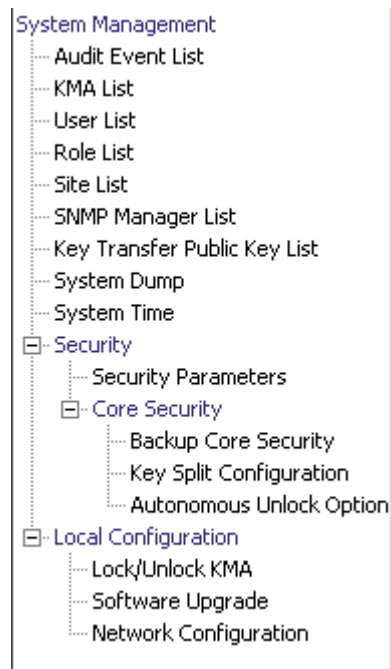 System Management
Audit Event List
KMA List
User List
Role List
Site List
SNMP Manager List
Key Transfer Public Key List
System Dump
System Time
Security
Security Parameters
Core Security
Backup Core Security
Key Split Configuration
Autonomous Unlock Option
Local Configuration
Lock/Unlock KMA
Software Upgrade
Network Configuration